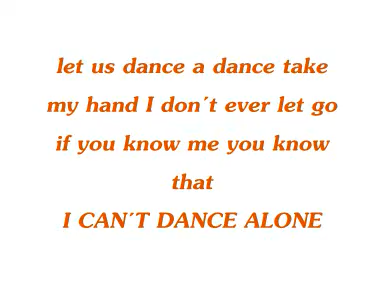 let us dance a dance take
my hand I don´t ever let go
if you know me you know
that
I CAN´T DANCE ALONE